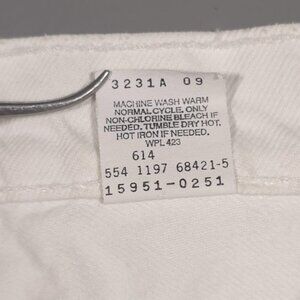 3231A 09
MACHINE WASH WARM
NORMAL CYCLE. ONLY
NON-CHLORINE BLEACH IF
NEEDED. TUMBLE DRY HOT.
HOT IRON IF NEEDED.
WPL 423
614
554 1197 68421-5
15951-0251